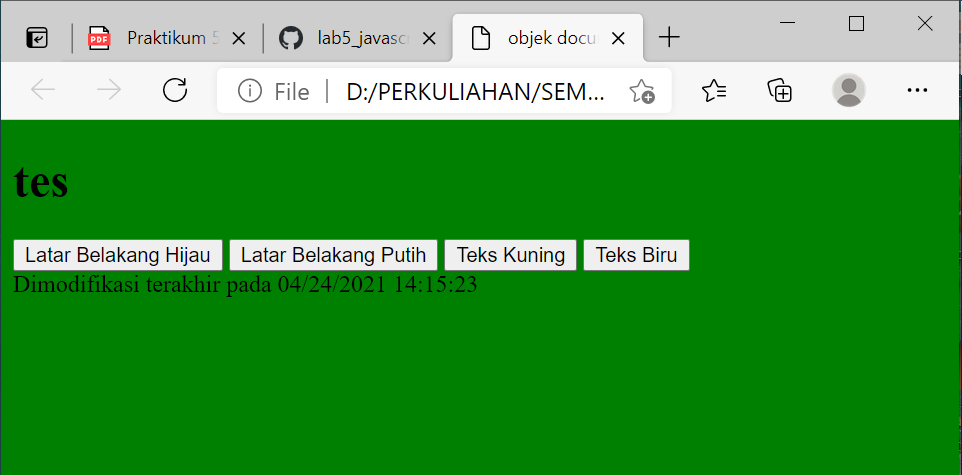 Praktikum 5
lab5_javasc
objek docu
File
D:/PERKULIAHAN/SEM...
tes
Latar Belakang Hijau
Latar Belakang Putih
Teks Kuning
Teks Biru
Dimodifikasi terakhir pada 04/24/2021 14:15:23